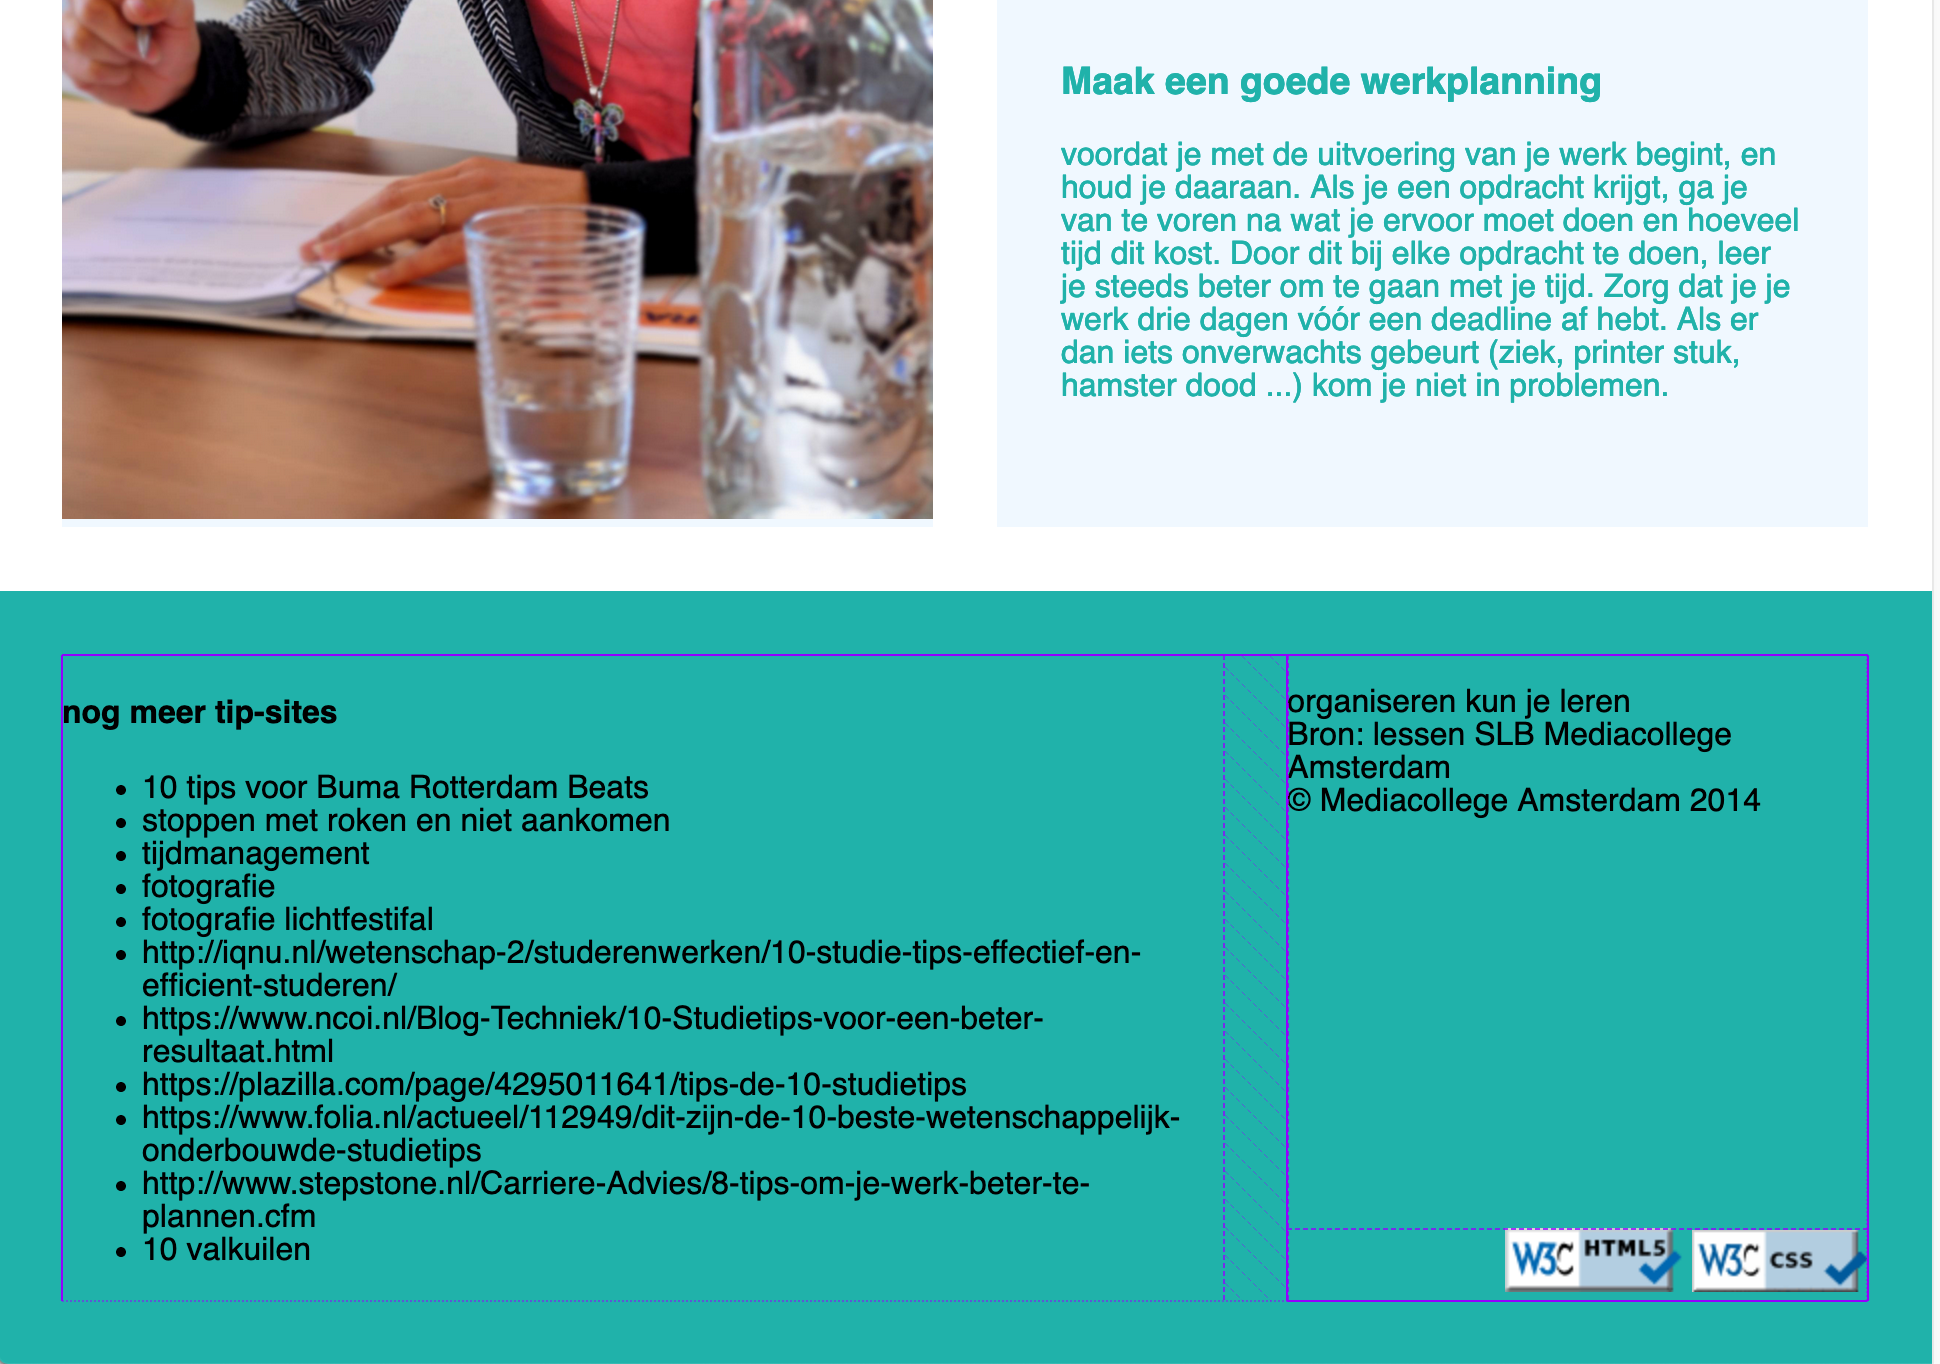 Maak een goede werkplanning
voordat je met de uitvoering van je werk begint, en
houd je daaraan. Als je een opdracht krijgt, ga je
van te voren na wat je ervoor moet doen en hoeveel
tijd dit kost. Door dit bij elke opdracht te doen, leer
je steeds beter om te gaan met je tijd. Zorg dat je je
werk drie dagen vóór een deadline af hebt. Als er
dan iets onverwachts gebeurt (ziek, printer stuk,
hamster dood ...) kom je niet in problemen.
nog meer tip-sites
• 10 tips voor Buma Rotterdam Beats
• stoppen met roken en niet aankomen
• tijdmanagement
• fotografie
• fotografie lichtfestifal
• http://iqnu.nl/wetenschap-2/studerenwerken/10-studie-tips-effectief-en-
efficient-studeren/
• https://www.ncoi.nl/Blog-Techniek/10-Studietips-voor-een-beter-
resultaat.html
• https://plazilla.com/page/4295011641/tips-de-10-studietips
• https://www.folia.nl/actueel/112949/dit-zijn-de-10-beste-wetenschappelijk-
onderbouwde-studietips
• http://www.stepstone.nl/Carriere-Advies/8-tips-om-je-werk-beter-te-
plannen.cfm
• 10 valkuilen
organiseren kun je leren
Bron: lessen SLB Mediacollege
Amsterdam
© Mediacollege Amsterdam 2014
W3C HTML5
W3C CSS